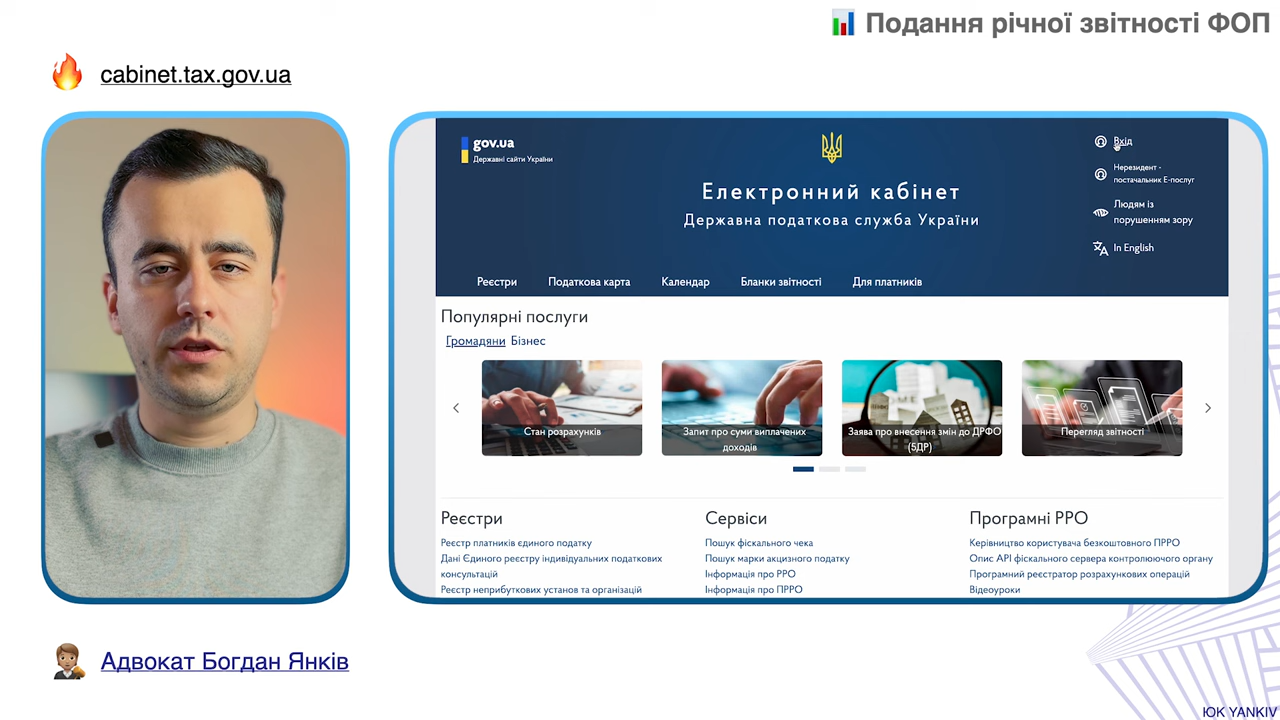 Подання річної звітності ФОП
cabinet.tax.gov.ua
gov.ua
Державні сайти України
Вхід
Нерезидент -
постачальник Е-послуг
Людям із
порушенням зору
In English
Електронний кабінет
Державна податкова служба України
Реєстри
Податкова карта
Календар
Бланки звітності
Для платників
Популярні послуги
Громадяни Бізнес
Стан розрахунків
Запит про суми виплачених
доходів
Заява про внесення змін до ДРФО
(5ДР)
Перегляд звітності
Реєстри
Реєстр платників єдиного податку
Дані Єдиного реєстру індивідуальних податкових
консультацій
Реєстр неприбуткових установ та організацій
Сервіси
Пошук фіскального чека
Пошук марки акцизного податку
Інформація про РРО
Інформація про ПРРО
Програмні РРО
Керівництво користувача безкоштовного ПРРО
Опис АРІ фіскального сервера контролюючого органу
Програмний реєстратор розрахункових операцій
Відеоуроки
Адвокат Богдан Янків
ЮК YANKIV